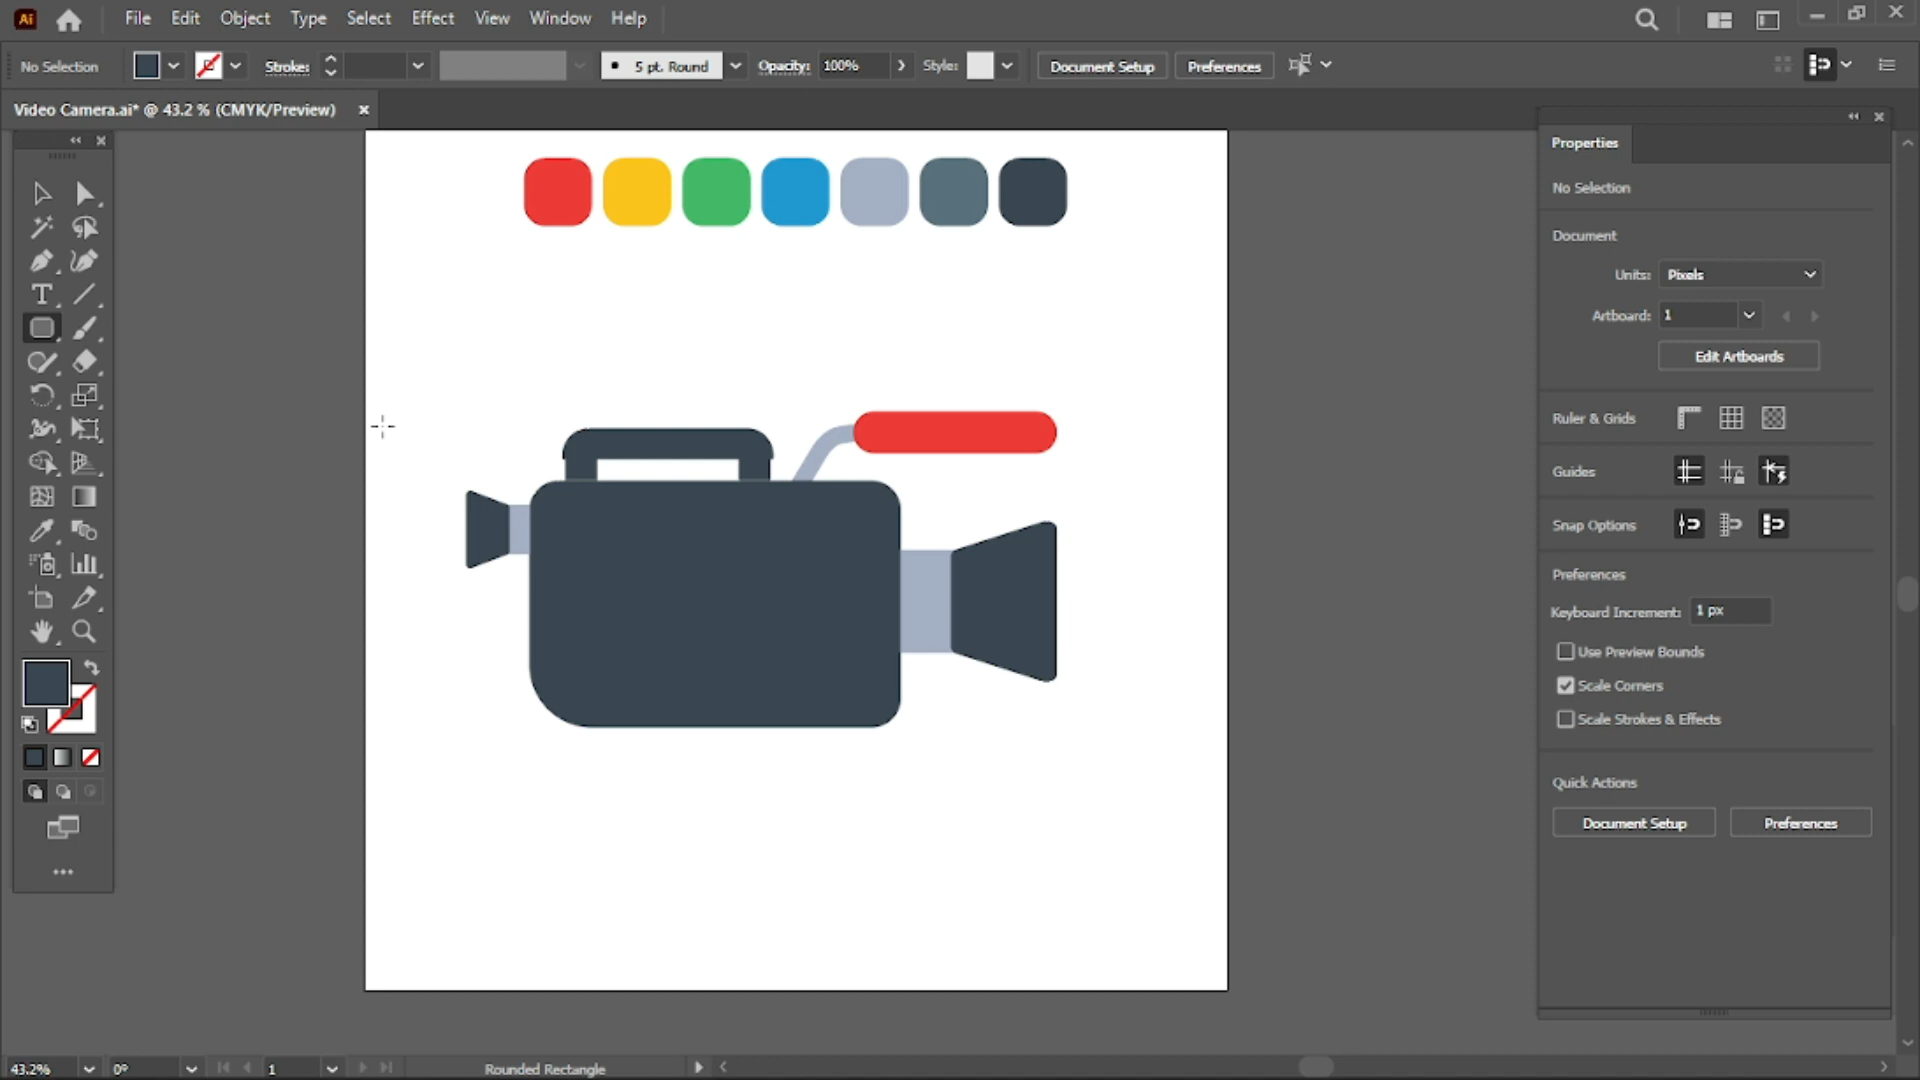 Ai File Edit Object Type Select Effect View Window Help
No Selection Stroke: 5 pt. Round Opacity: 100% Style: Document Setup Preferences
Video Camera.ai* @ 43.2 % (CMYK/Preview)
Properties
No Selection
Document
Units: Pixels
Artboard: 1
Edit Artboards
Ruler & Grids
Guides
Snap Options
Preferences
Keyboard Increment: 1 px
Use Preview Bounds
Scale Corners
Scale Strokes & Effects
Quick Actions
Document Setup Preferences
43.2% 0° 1 Rounded Rectangle